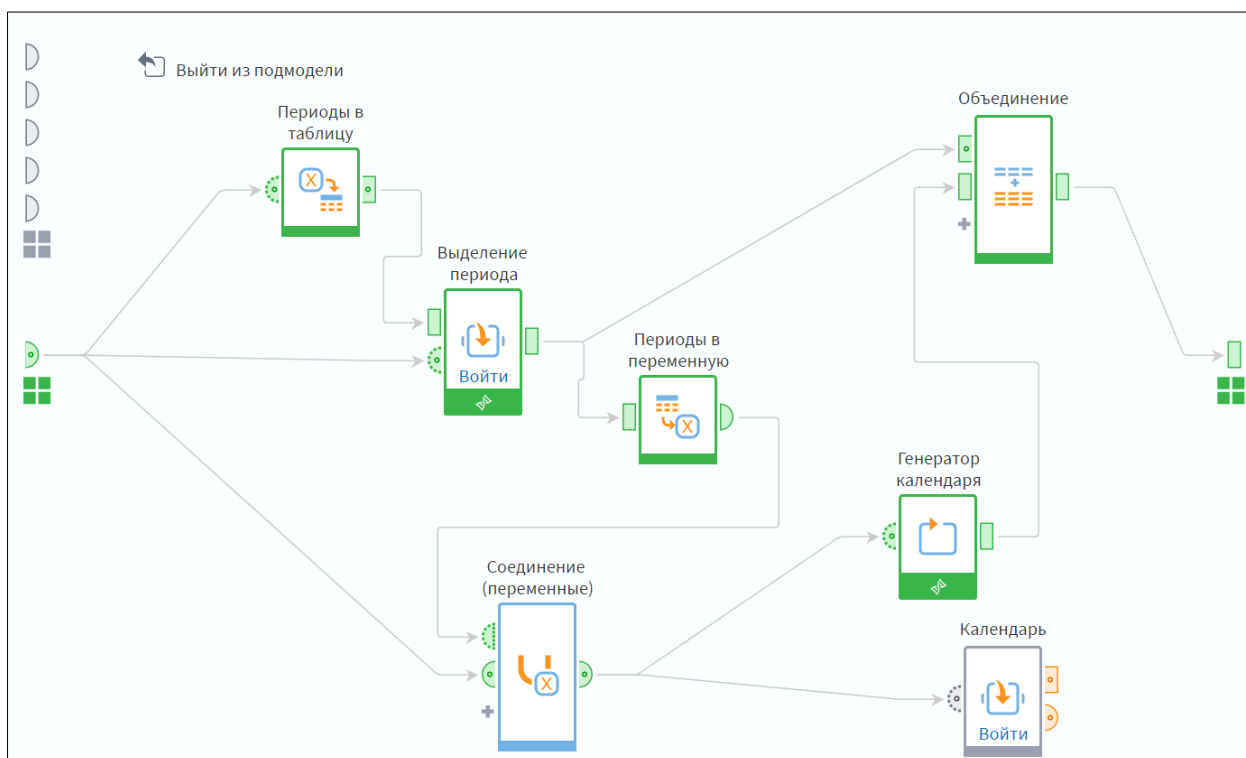 Выйти из подмодели
Периоды в
таблицу
Объединение
Выделение
периода
Войти
Периоды в
переменную
Генератор
календаря
Соединение
(переменные)
Календарь
Войти